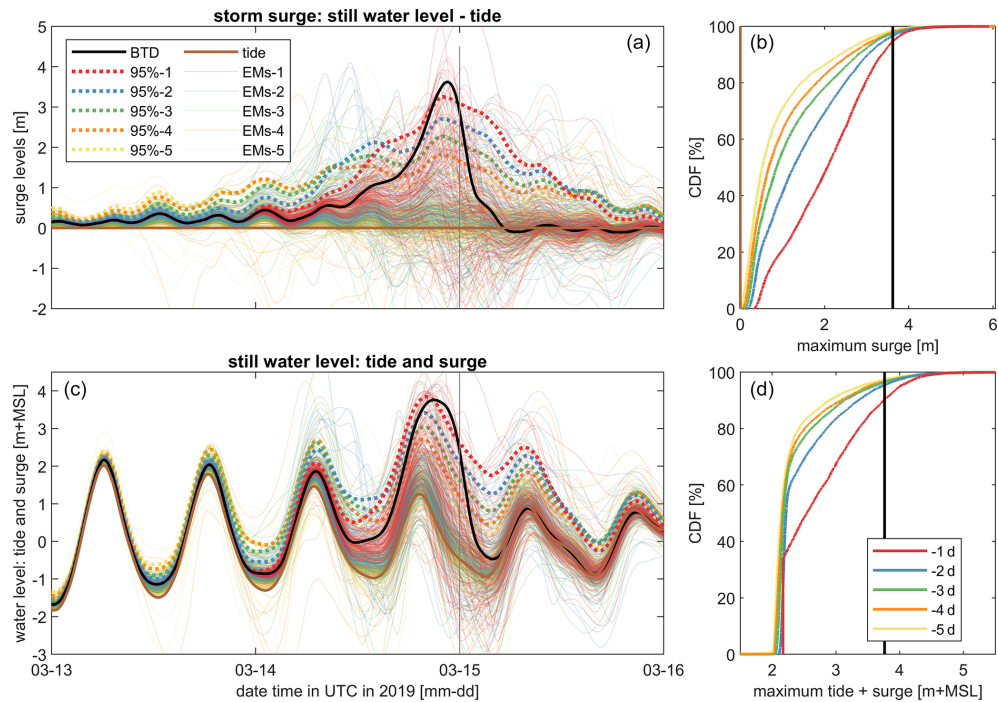 storm surge: still water level - tide
(a)
surge levels [m]
5
4
3
2
1
0
-1
-2
BTD
95%-1
95%-2
95%-3
95%-4
95%-5
tide
EMs-1
EMs-2
EMs-3
EMs-4
EMs-5
(b)
CDF [%]
100
80
60
40
20
0
0 2 4 6
maximum surge [m]
still water level: tide and surge
(c)
water level: tide and surge [m+MSL]
4
3
2
1
0
-1
-2
-3
03-13 03-14 03-15 03-16
date time in UTC in 2019 [mm-dd]
(d)
CDF [%]
100
80
60
40
20
0
-1 d
-2 d
-3 d
-4 d
-5 d
2 3 4 5
maximum tide + surge [m+MSL]